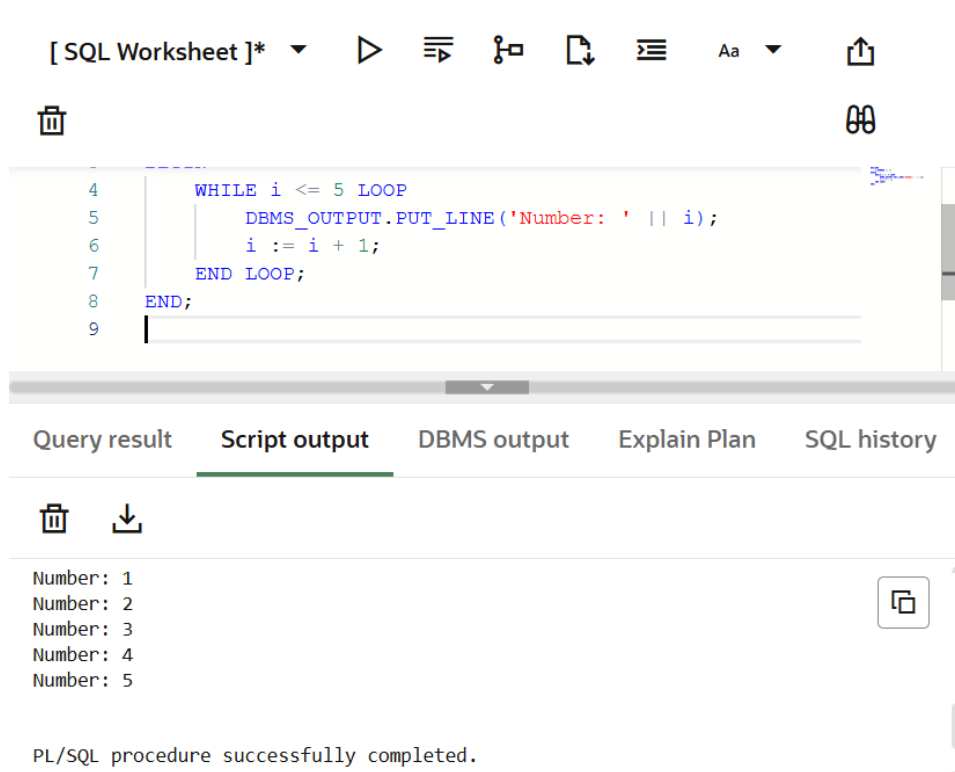 [ SQL Worksheet ]*
Aa
4 WHILE i <= 5 LOOP
5 DBMS_OUTPUT.PUT_LINE('Number: ' || i);
6 i := i + 1;
7 END LOOP;
8 END;
9
Query result Script output DBMS output Explain Plan SQL history
Number: 1
Number: 2
Number: 3
Number: 4
Number: 5
PL/SQL procedure successfully completed.